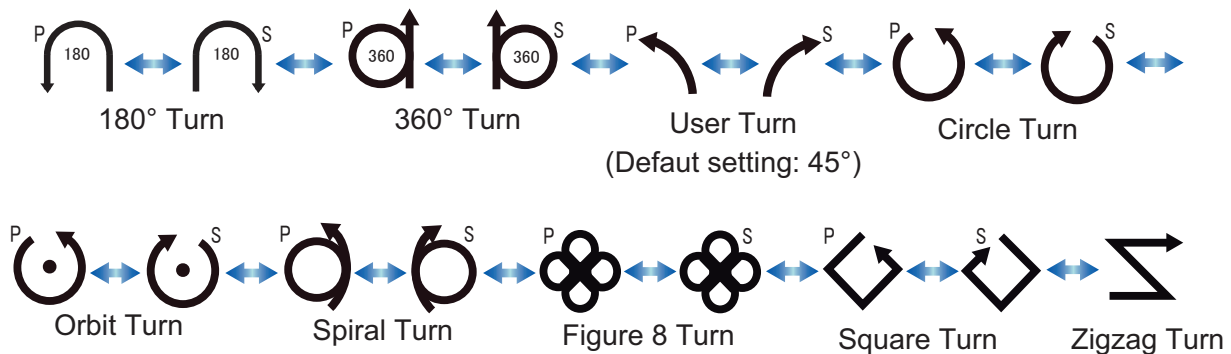 P 180 180 S P 360 360 S P S P S
180° Turn 360° Turn User Turn Circle Turn
(Defaut setting: 45°)
P S P S P S P S
Orbit Turn Spiral Turn Figure 8 Turn Square Turn Zigzag Turn